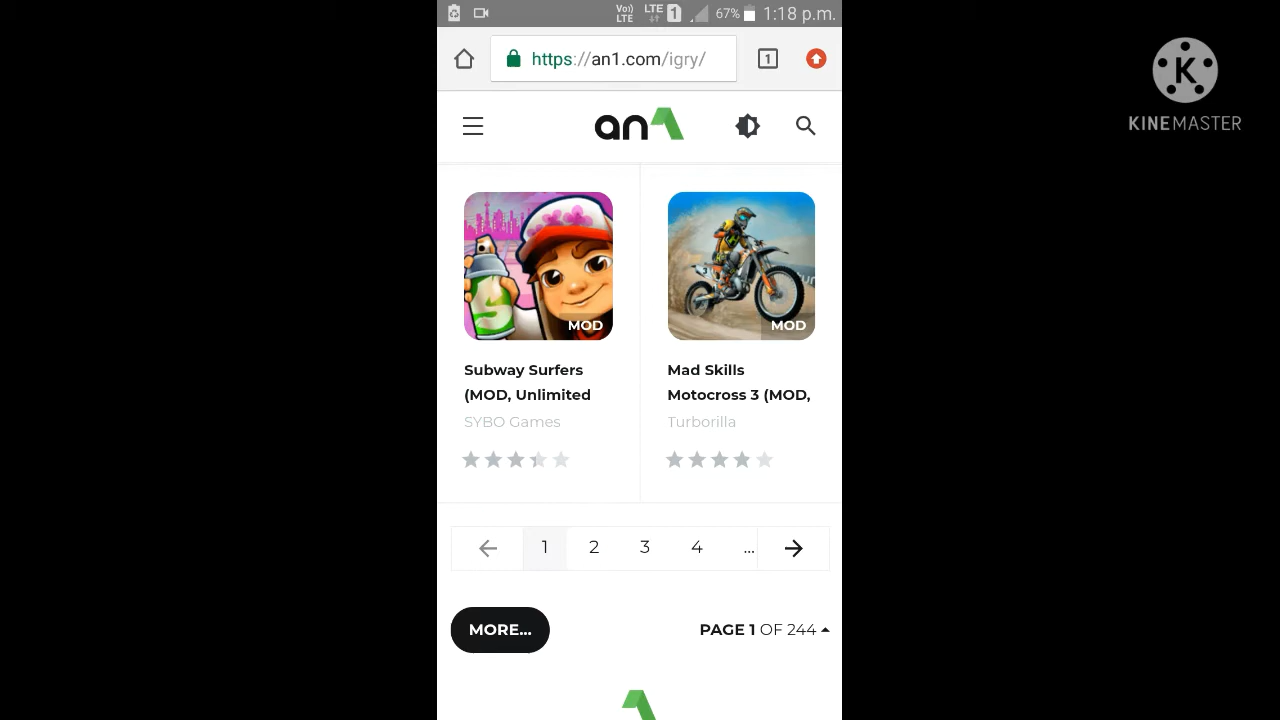 Vo)) LTE LTE 1 67% 1:18 p.m.
https://an1.com/igry/ 1
KINEMASTER
an1
MOD MOD
Subway Surfers
(MOD, Unlimited
SYBO Games
Mad Skills
Motocross 3 (MOD,
Turborilla
1 2 3 4 ...
MORE...
PAGE 1 OF 244